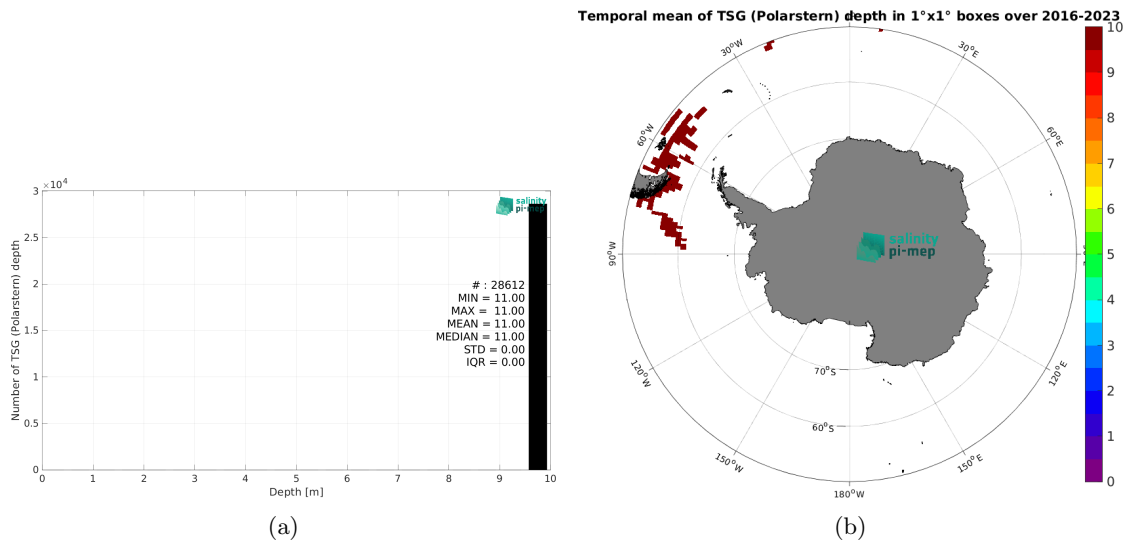 ×10⁴
3
2.5
2
1.5
1
0.5
0
Number of TSG (Polarstern) depth
salinity
pi-mep
# : 28612
MIN = 11.00
MAX = 11.00
MEAN = 11.00
MEDIAN = 11.00
STD = 0.00
IQR = 0.00
0 1 2 3 4 5 6 7 8 9 10
Depth [m]
(a)
Temporal mean of TSG (Polarstern) depth in 1°x1° boxes over 2016-2023
30°W
30°E
60°W
60°E
90°W
salinity
pi-mep
120°W
120°E
70°S
60°S
150°W
150°E
180°W
10
9
8
7
6
5
4
3
2
1
0
(b)